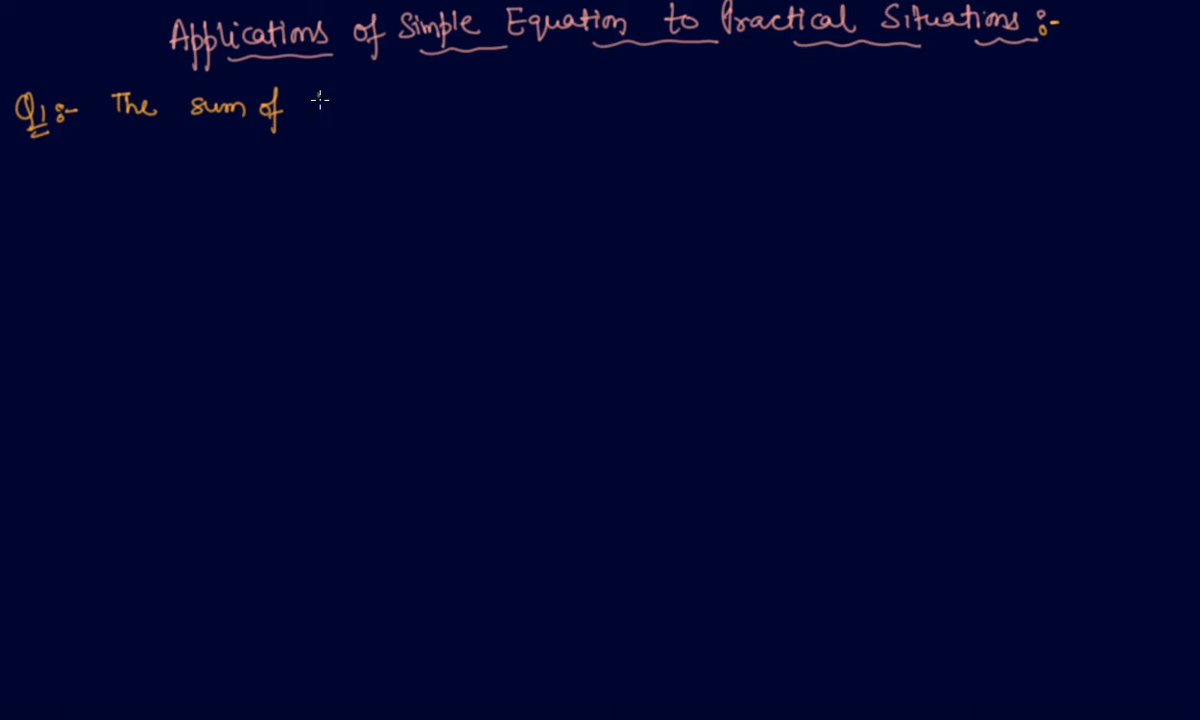 Applications of Simple Equation to Practical Situations :-
Q1:- The sum of